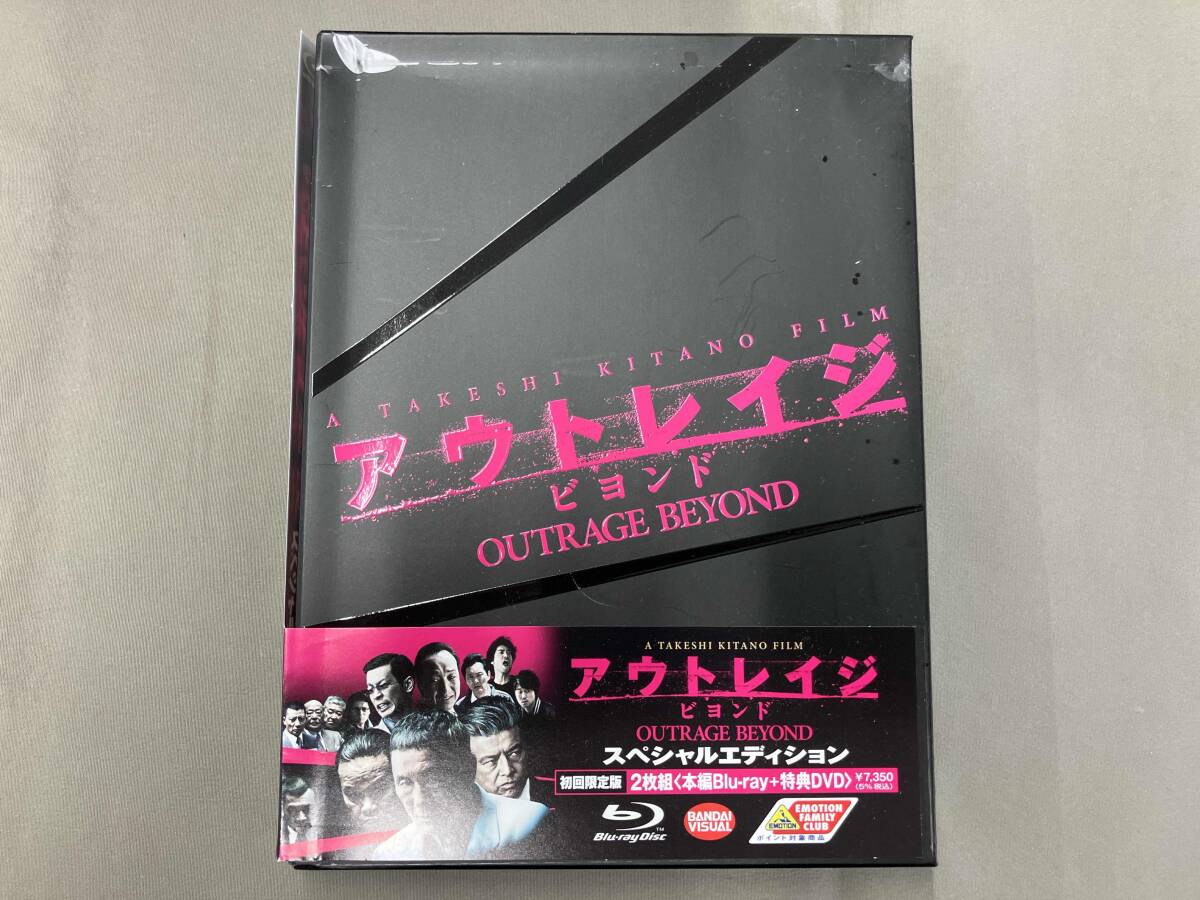 A TAKESHI KITANO FILM
アウトレイジ
ビヨンド
OUTRAGE BEYOND
A TAKESHI KITANO FILM
アウトレイジ
ビヨンド
OUTRAGE BEYOND
スペシャルエディション
初回限定版 2枚組〈本編Blu-ray+特典DVD〉 ¥7,350 (5%税込)
Blu-ray Disc TM
BANDAI VISUAL
EMOTION
EMOTION FAMILY CLUB
ポイント対象商品